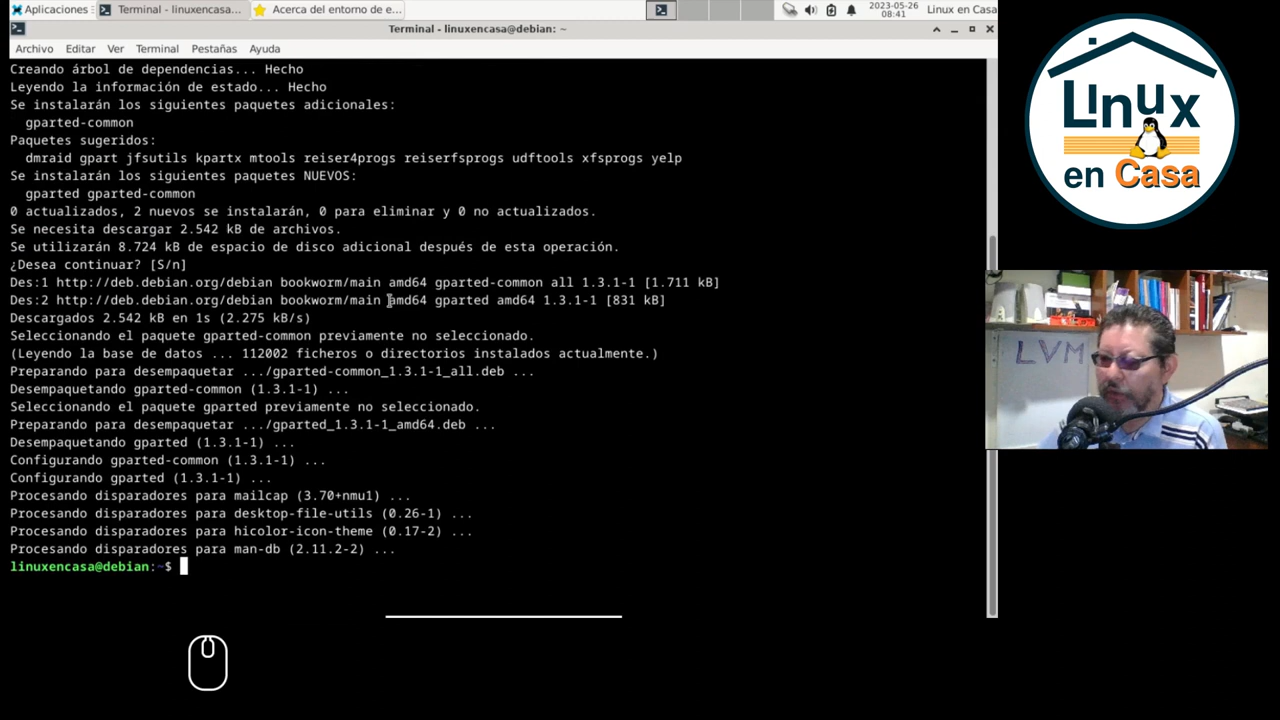 Aplicaciones
Terminal - linuxencasa...
Acerca del entorno de e...
2023-05-26
08:41
Linux en Casa
Terminal - linuxencasa@debian: ~
Archivo Editar Ver Terminal Pestañas Ayuda
Creando árbol de dependencias... Hecho
Leyendo la información de estado... Hecho
Se instalarán los siguientes paquetes adicionales:
gparted-common
Paquetes sugeridos:
dmraid gpart jfsutils kpartx mtools reiser4progs reiserfsprogs udftools xfsprogs yelp
Se instalarán los siguientes paquetes NUEVOS:
gparted gparted-common
0 actualizados, 2 nuevos se instalarán, 0 para eliminar y 0 no actualizados.
Se necesita descargar 2.542 kB de archivos.
Se utilizarán 8.724 kB de espacio de disco adicional después de esta operación.
¿Desea continuar? [S/n]
Des:1 http://deb.debian.org/debian bookworm/main amd64 gparted-common all 1.3.1-1 [1.711 kB]
Des:2 http://deb.debian.org/debian bookworm/main amd64 gparted amd64 1.3.1-1 [831 kB]
Descargados 2.542 kB en 1s (2.275 kB/s)
Seleccionando el paquete gparted-common previamente no seleccionado.
(Leyendo la base de datos ... 112002 ficheros o directorios instalados actualmente.)
Preparando para desempaquetar .../gparted-common_1.3.1-1_all.deb ...
Desempaquetando gparted-common (1.3.1-1) ...
Seleccionando el paquete gparted previamente no seleccionado.
Preparando para desempaquetar .../gparted_1.3.1-1_amd64.deb ...
Desempaquetando gparted (1.3.1-1) ...
Configurando gparted-common (1.3.1-1) ...
Configurando gparted (1.3.1-1) ...
Procesando disparadores para mailcap (3.70+nmu1) ...
Procesando disparadores para desktop-file-utils (0.26-1) ...
Procesando disparadores para hicolor-icon-theme (0.17-2) ...
Procesando disparadores para man-db (2.11.2-2) ...
linuxencasa@debian:~$
Linux
en Casa
LVM